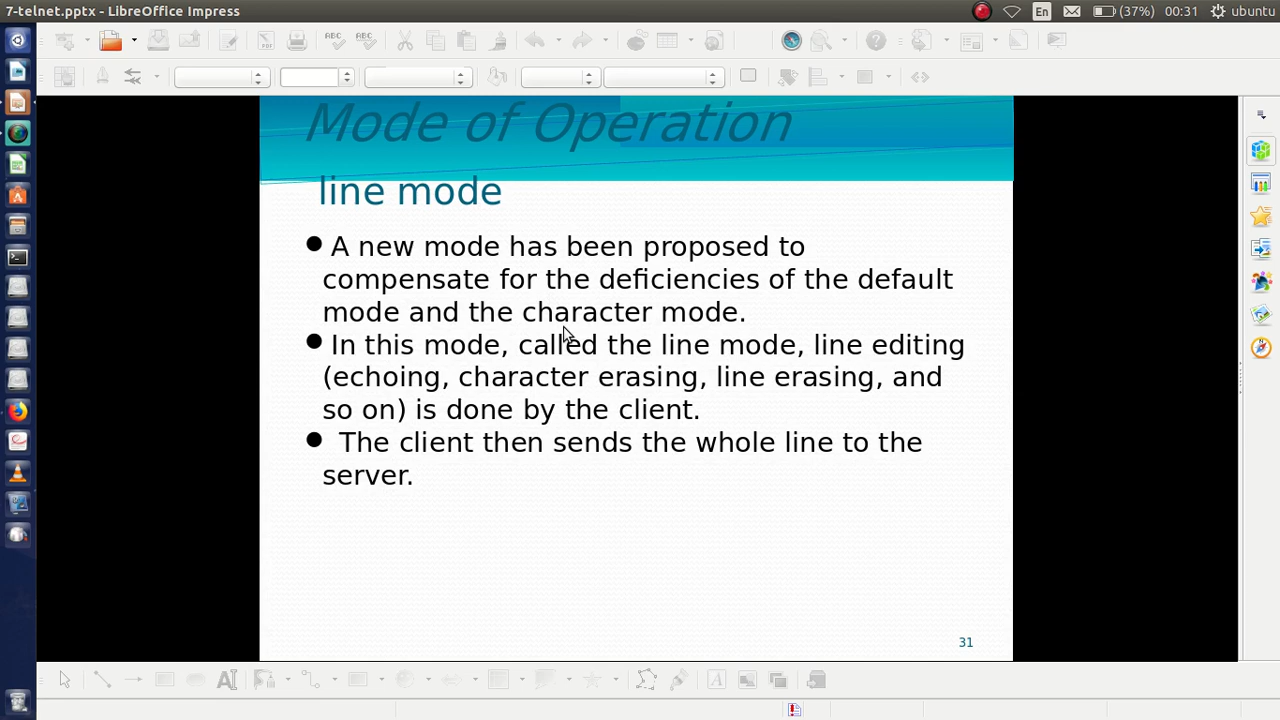 7-telnet.pptx - LibreOffice Impress
En
(37%)
00:31
ubuntu
Mode of Operation
line mode
A new mode has been proposed to
compensate for the deficiencies of the default
mode and the character mode.
In this mode, called the line mode, line editing
(echoing, character erasing, line erasing, and
so on) is done by the client.
The client then sends the whole line to the
server.
31